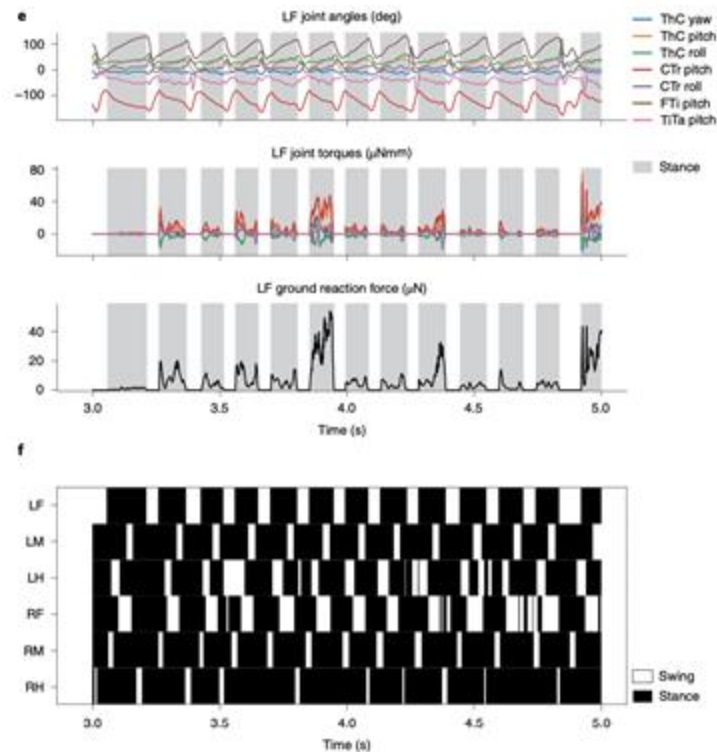 e
LF joint angles (deg)
100
0
−100
ThC yaw
ThC pitch
ThC roll
CTr pitch
CTr roll
FTi pitch
TiTa pitch
Stance
LF joint torques (μNmm)
80
40
0
LF ground reaction force (μN)
40
20
0
3.0 3.5 4.0 4.5 5.0
Time (s)
f
LF
LM
LH
RF
RM
RH
Swing
Stance
3.0 3.5 4.0 4.5 5.0
Time (s)